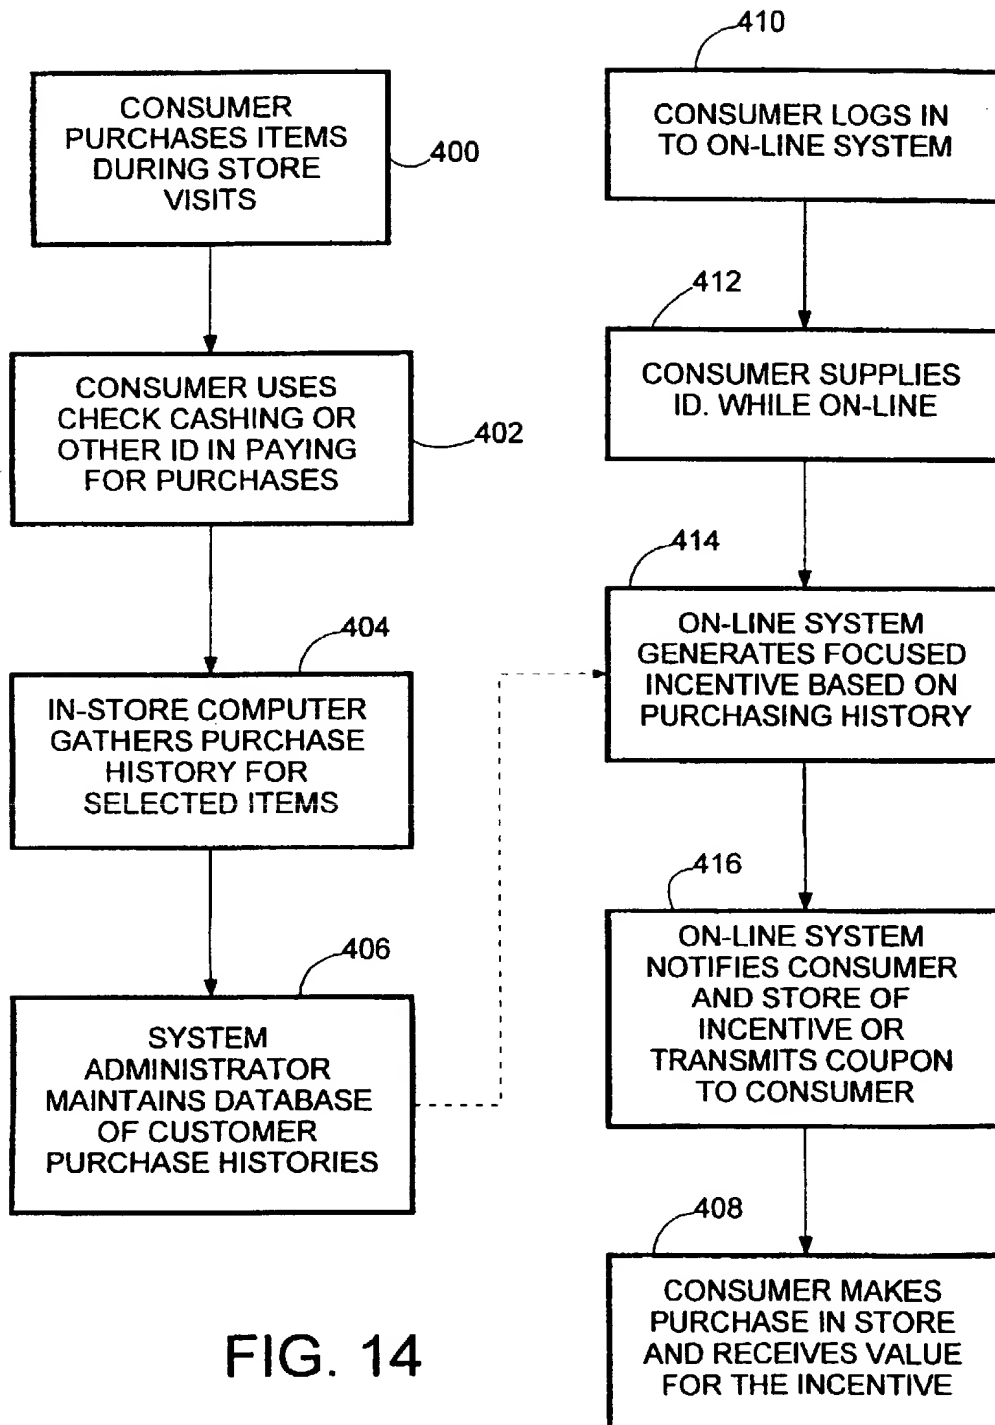 CONSUMER
PURCHASES ITEMS
DURING STORE
VISITS
400
CONSUMER USES
CHECK CASHING OR
OTHER ID IN PAYING
FOR PURCHASES
402
404
IN-STORE COMPUTER
GATHERS PURCHASE
HISTORY FOR
SELECTED ITEMS
406
SYSTEM
ADMINISTRATOR
MAINTAINS DATABASE
OF CUSTOMER
PURCHASE HISTORIES
410
CONSUMER LOGS IN
TO ON-LINE SYSTEM
412
CONSUMER SUPPLIES
ID. WHILE ON-LINE
414
ON-LINE SYSTEM
GENERATES FOCUSED
INCENTIVE BASED ON
PURCHASING HISTORY
416
ON-LINE SYSTEM
NOTIFIES CONSUMER
AND STORE OF
INCENTIVE OR
TRANSMITS COUPON
TO CONSUMER
408
CONSUMER MAKES
PURCHASE IN STORE
AND RECEIVES VALUE
FOR THE INCENTIVE
FIG. 14